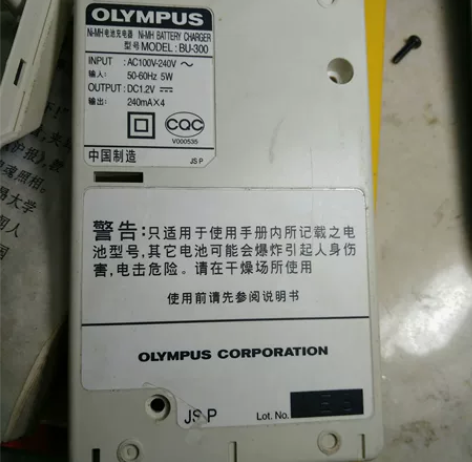 OLYMPUS
Ni-MH电池充电器 Ni-MH BATTERY CHARGER
型号 MODEL : BU-300
INPUT : AC100V-240V ~
输入: 50-60Hz 5W
OUTPUT : DC1.2V ⎓
输出: 240mA×4
CQC
V000535
中国制造 JS P
警告:只适用于使用手册内所记载之电
池型号,其它电池可能会爆炸引起人身伤
害,电击危险。请在干燥场所使用
使用前请先参阅说明书
OLYMPUS CORPORATION
JS P Lot. No.
大学